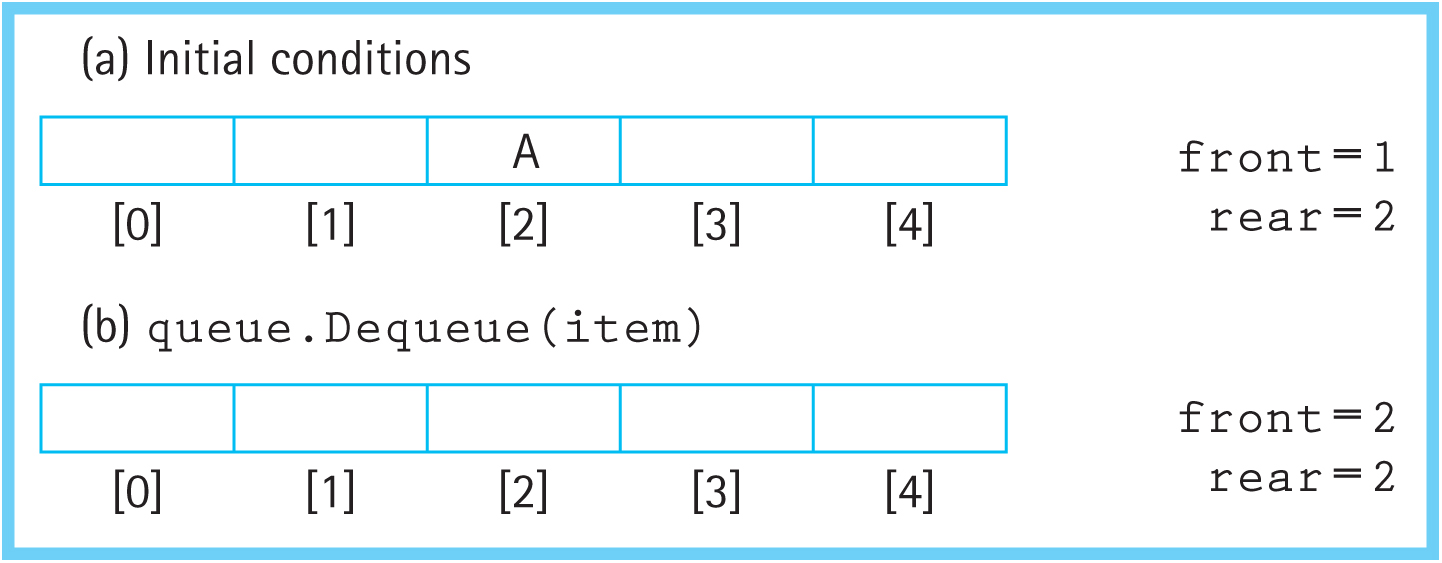 (a) Initial conditions
A
front = 1
[0] [1] [2] [3] [4]
rear = 2
(b) queue.Dequeue(item)
front = 2
[0] [1] [2] [3] [4]
rear = 2